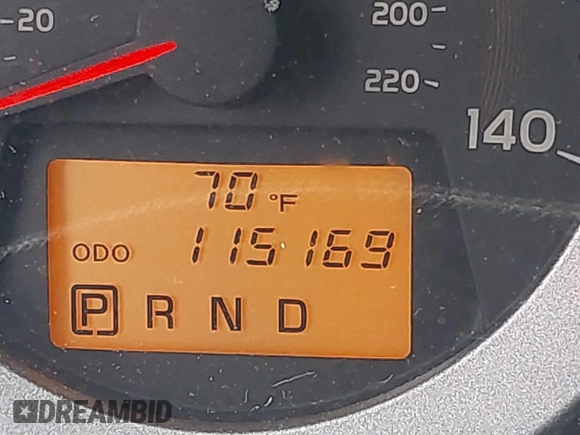 20
200
220
140
70 °F
ODO 115169
P R N D
DREAMBID